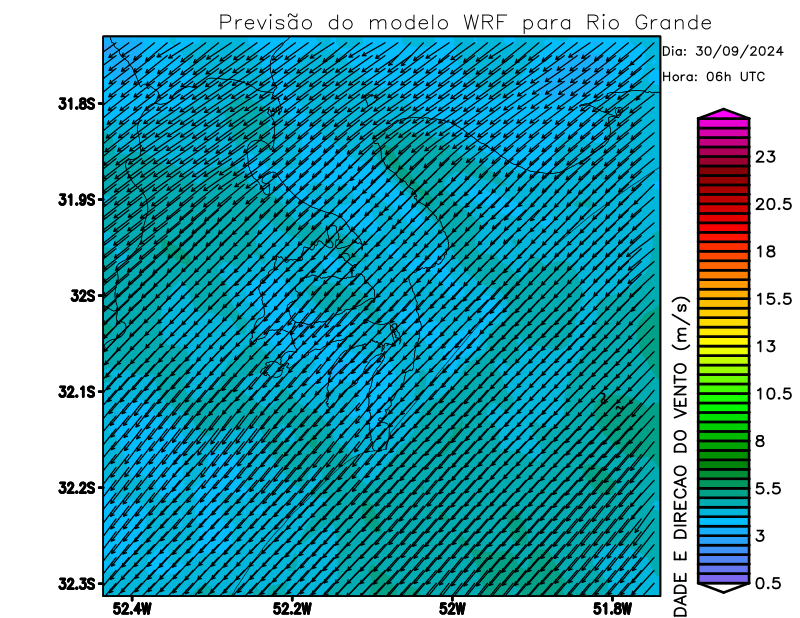 Previsão do modelo WRF para Rio Grande
Dia: 30/09/2024
Hora: 06h UTC
31.8S
31.9S
32S
32.1S
32.2S
32.3S
52.4W
52.2W
52W
51.8W
23
20.5
18
15.5
13
10.5
8
5.5
3
0.5
DADE E DIRECAO DO VENTO (m/s)